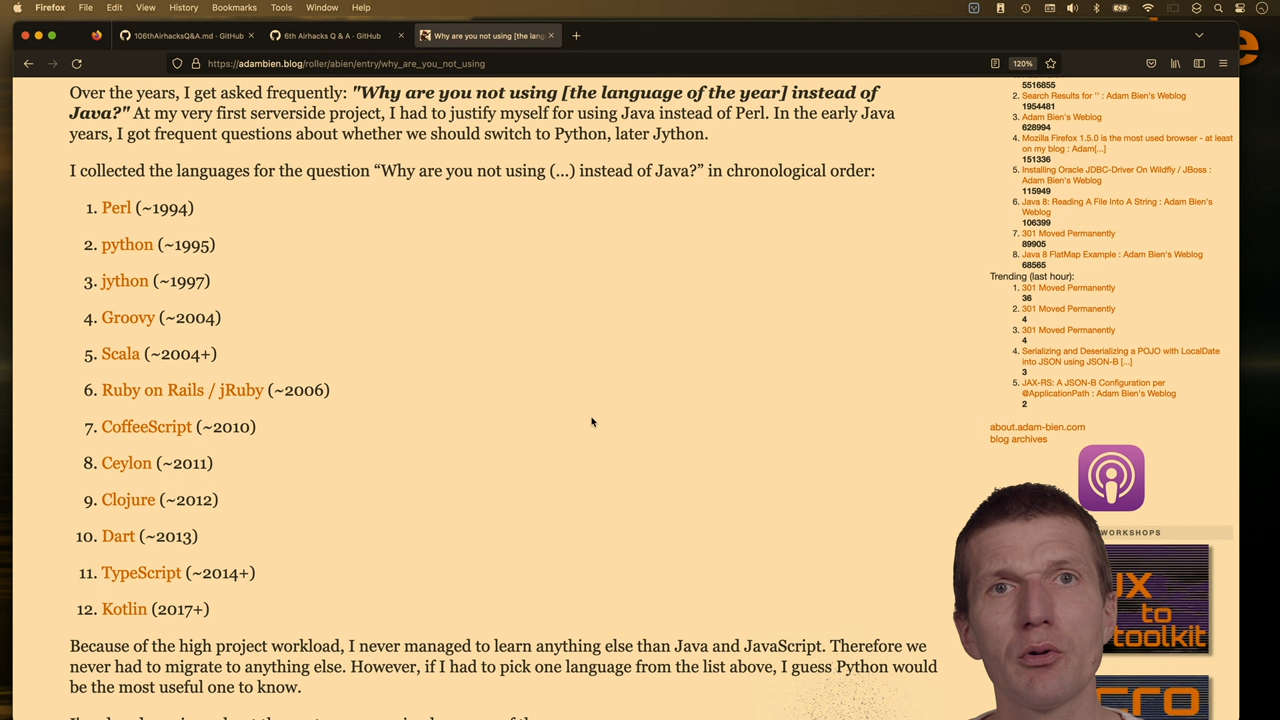 Firefox File Edit View History Bookmarks Tools Window Help
106thAirhacksQ&A.md · GitHub
6th Airhacks Q & A · GitHub
Why are you not using [the lang
https://adambien.blog/roller/abien/entry/why_are_you_not_using
120%
Over the years, I get asked frequently: "Why are you not using [the language of the year] instead of
Java?" At my very first serverside project, I had to justify myself for using Java instead of Perl. In the early Java
years, I got frequent questions about whether we should switch to Python, later Jython.
I collected the languages for the question “Why are you not using (...) instead of Java?” in chronological order:
1. Perl (~1994)
2. python (~1995)
3. jython (~1997)
4. Groovy (~2004)
5. Scala (~2004+)
6. Ruby on Rails / jRuby (~2006)
7. CoffeeScript (~2010)
8. Ceylon (~2011)
9. Clojure (~2012)
10. Dart (~2013)
11. TypeScript (~2014+)
12. Kotlin (2017+)
Because of the high project workload, I never managed to learn anything else than Java and JavaScript. Therefore we
never had to migrate to anything else. However, if I had to pick one language from the list above, I guess Python would
be the most useful one to know.
5516855
2. Search Results for '' : Adam Bien's Weblog
1954481
3. Adam Bien's Weblog
628994
4. Mozilla Firefox 1.5.0 is the most used browser - at least
on my blog : Adam[...]
151336
5. Installing Oracle JDBC-Driver On Wildfly / JBoss :
Adam Bien's Weblog
115949
6. Java 8: Reading A File Into A String : Adam Bien's
Weblog
106399
7. 301 Moved Permanently
89905
8. Java 8 FlatMap Example : Adam Bien's Weblog
68565
Trending (last hour):
1. 301 Moved Permanently
36
2. 301 Moved Permanently
4
3. 301 Moved Permanently
4
4. Serializing and Deserializing a POJO with LocalDate
into JSON using JSON-B [...]
3
5. JAX-RS: A JSON-B Configuration per
@ApplicationPath : Adam Bien's Weblog
2
about.adam-bien.com
blog archives
WORKSHOPS
to
toolkit